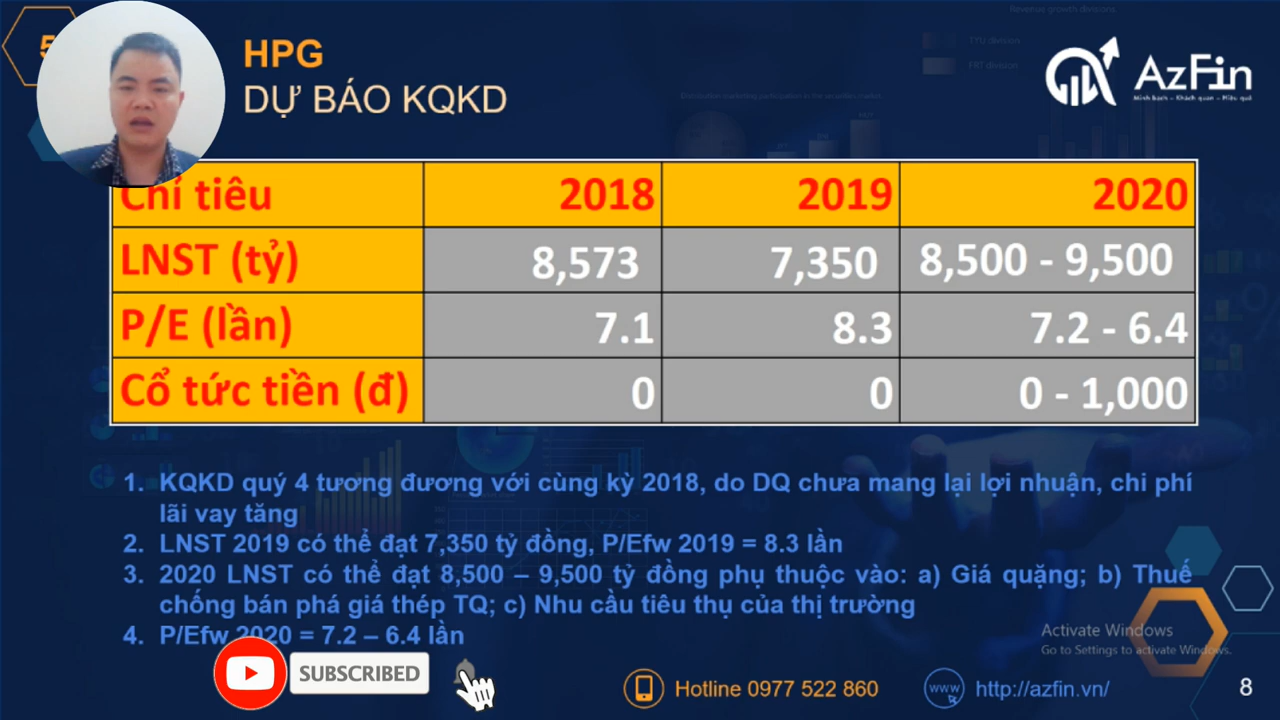 HPG
DỰ BÁO KQKD
Revenue growth divisions.
AzFin
Minh bạch - Khách quan - Hiệu quả
Chỉ tiêu 2018 2019 2020
LNST (tỷ) 8,573 7,350 8,500 - 9,500
P/E (lần) 7.1 8.3 7.2 - 6.4
Cổ tức tiền (đ) 0 0 0 - 1,000
1. KQKD quý 4 tương đương với cùng kỳ 2018, do DQ chưa mang lại lợi nhuận, chi phí
lãi vay tăng
2. LNST 2019 có thể đạt 7,350 tỷ đồng, P/Efw 2019 = 8.3 lần
3. 2020 LNST có thể đạt 8,500 – 9,500 tỷ đồng phụ thuộc vào: a) Giá quặng; b) Thuế
chống bán phá giá thép TQ; c) Nhu cầu tiêu thụ của thị trường
4. P/Efw 2020 = 7.2 – 6.4 lần
Activate Windows
Go to Settings to activate Windows.
SUBSCRIBED
Hotline 0977 522 860
www
http://azfin.vn/
8